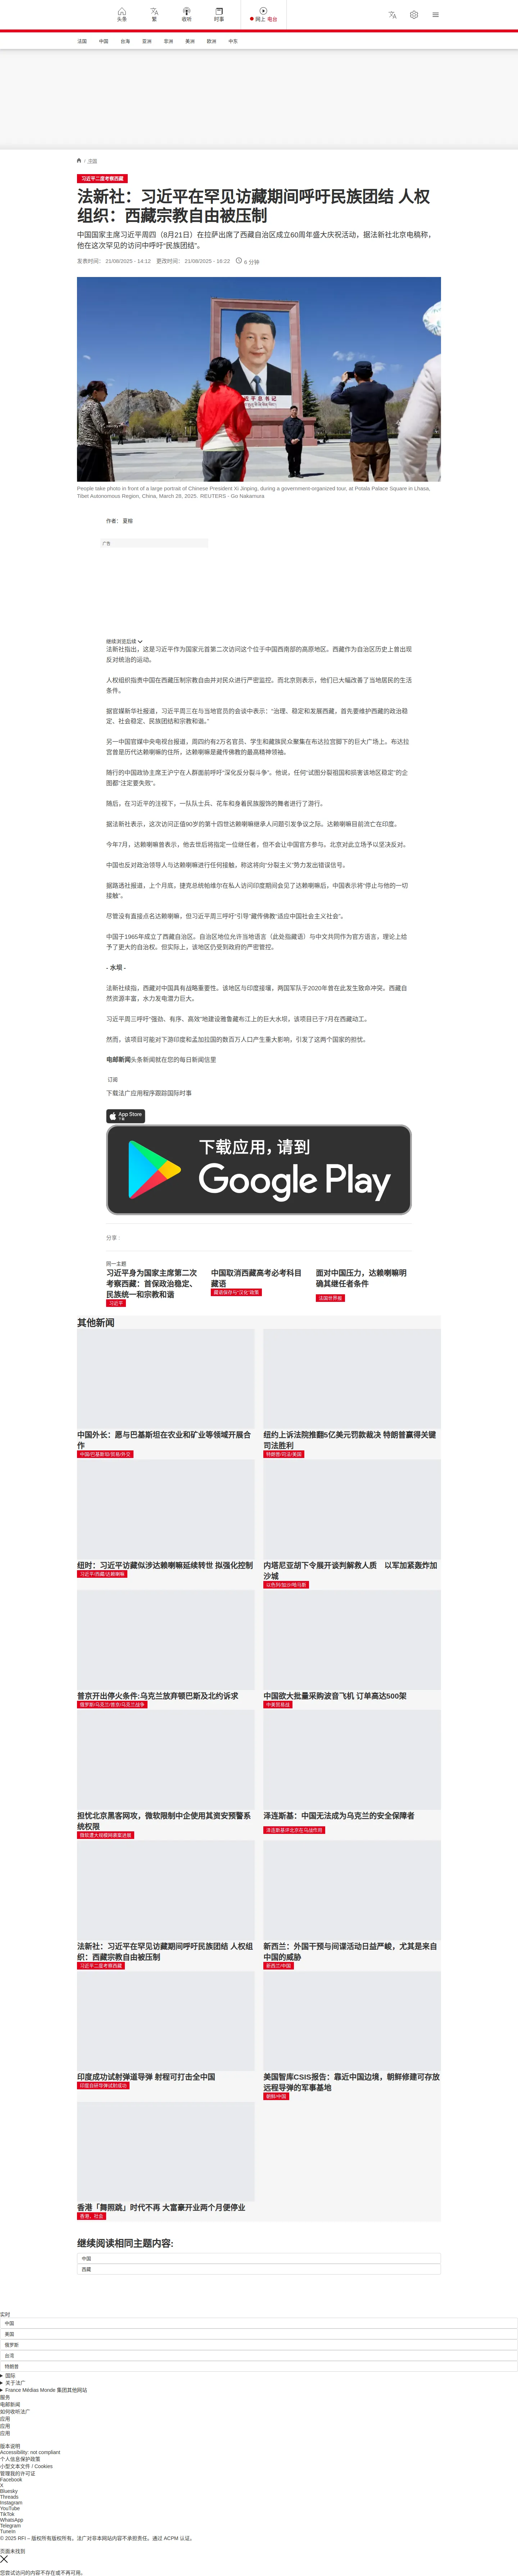 头条
繁
收听
时事
网上 电台
法国
中国
台海
亚洲
非洲
美洲
欧洲
中东
/ 中国
习近平二度考察西藏
法新社：习近平在罕见访藏期间呼吁民族团结 人权
组织：西藏宗教自由被压制
中国国家主席习近平周四（8月21日）在拉萨出席了西藏自治区成立60周年盛大庆祝活动，据法新社北京电稿称，
他在这次罕见的访问中呼吁“民族团结”。
发表时间： 21/08/2025 - 14:12 更改时间： 21/08/2025 - 16:22 6 分钟
习近平总书记
People take photo in front of a large portrait of Chinese President Xi Jinping, during a government-organized tour, at Potala Palace Square in Lhasa,
Tibet Autonomous Region, China, March 28, 2025. REUTERS - Go Nakamura
作者： 夏榕
广告
继续浏览后续
法新社指出，这是习近平作为国家元首第二次访问这个位于中国西南部的高原地区。西藏作为自治区历史上曾出现
反对统治的运动。
人权组织指责中国在西藏压制宗教自由并对民众进行严密监控。而北京则表示，他们已大幅改善了当地居民的生活
条件。
据官媒新华社报道，习近平周三在与当地官员的会谈中表示：“治理、稳定和发展西藏，首先要维护西藏的政治稳
定、社会稳定、民族团结和宗教和谐。”
另一中国官媒中央电视台报道，周四约有2万名官员、学生和藏族民众聚集在布达拉宫脚下的巨大广场上。布达拉
宫曾是历代达赖喇嘛的住所，达赖喇嘛是藏传佛教的最高精神领袖。
随行的中国政协主席王沪宁在人群面前呼吁“深化反分裂斗争”。他说，任何“试图分裂祖国和损害该地区稳定”的企
图都“注定要失败”。
随后，在习近平的注视下，一队队士兵、花车和身着民族服饰的舞者进行了游行。
据法新社表示，这次访问正值90岁的第十四世达赖喇嘛继承人问题引发争议之际。达赖喇嘛目前流亡在印度。
今年7月，达赖喇嘛曾表示，他去世后将指定一位继任者，但不会让中国官方参与。北京对此立场予以坚决反对。
中国也反对政治领导人与达赖喇嘛进行任何接触，称这将向“分裂主义”势力发出错误信号。
据路透社报道，上个月底，捷克总统帕维尔在私人访问印度期间会见了达赖喇嘛后，中国表示将“停止与他的一切
接触”。
尽管没有直接点名达赖喇嘛，但习近平周三呼吁“引导”藏传佛教“适应中国社会主义社会”。
中国于1965年成立了西藏自治区。自治区地位允许当地语言（此处指藏语）与中文共同作为官方语言，理论上给
予了更大的自治权。但实际上，该地区仍受到政府的严密管控。
- 水坝 -
法新社续指，西藏对中国具有战略重要性。该地区与印度接壤，两国军队于2020年曾在此发生致命冲突。西藏自
然资源丰富，水力发电潜力巨大。
习近平周三呼吁“强劲、有序、高效”地建设雅鲁藏布江上的巨大水坝，该项目已于7月在西藏动工。
然而，该项目可能对下游印度和孟加拉国的数百万人口产生重大影响，引发了这两个国家的担忧。
电邮新闻头条新闻就在您的每日新闻信里
订阅
下载法广应用程序跟踪国际时事
App Store
下载
下载应用，请到
Google Play
分享 :
同一主题
习近平身为国家主席第二次
考察西藏：首保政治稳定、
民族统一和宗教和谐
习近平
中国取消西藏高考必考科目
藏语
藏语保存与“汉化”政策
面对中国压力，达赖喇嘛明
确其继任者条件
法国世界报
其他新闻
中国外长：愿与巴基斯坦在农业和矿业等领域开展合
作
中国/巴基斯坦/贸易/外交
纽约上诉法院推翻5亿美元罚款裁决 特朗普赢得关键
司法胜利
特朗普/司法/美国
纽时：习近平访藏似涉达赖喇嘛延续转世 拟强化控制
习近平/西藏/达赖喇嘛
内塔尼亚胡下令展开谈判解救人质 以军加紧轰炸加
沙城
以色列/加沙/哈马斯
普京开出停火条件:乌克兰放弃顿巴斯及北约诉求
俄罗斯/乌克兰/普京/乌克兰战争
中国欲大批量采购波音飞机 订单高达500架
中美贸易战
担忧北京黑客网攻，微软限制中企使用其资安预警系
统权限
泽连斯基：中国无法成为乌克兰的安全保障者
泽连斯基评北京在乌战作用
法新社：习近平在罕见访藏期间呼吁民族团结 人权组
织：西藏宗教自由被压制
习近平二度考察西藏
新西兰：外国干预与间谍活动日益严峻，尤其是来自
中国的威胁
新西兰/中国
印度成功试射弹道导弹 射程可打击全中国
印度自研导弹试射成功
美国智库CSIS报告：靠近中国边境，朝鲜修建可存放
远程导弹的军事基地
朝鲜/中国
香港「舞照跳」时代不再 大富豪开业两个月便停业
香港、社会
继续阅读相同主题内容:
中国
西藏
实时
中国
美国
俄罗斯
台湾
特朗普
国际
关于法广
France Médias Monde 集团其他网站
服务
电邮新闻
如何收听法广
应用
应用
应用
版本说明
Accessibility: not compliant
个人信息保护政策
小型文本文件 / Cookies
管理我的许可证
Facebook
X
Bluesky
Threads
Instagram
YouTube
TikTok
WhatsApp
Telegram
TuneIn
© 2025 RFI – 版权所有版权所有。法广对非本网站内容不承担责任。通过 ACPM 认证。
页面未找到
您尝试访问的内容不存在或不再可用。